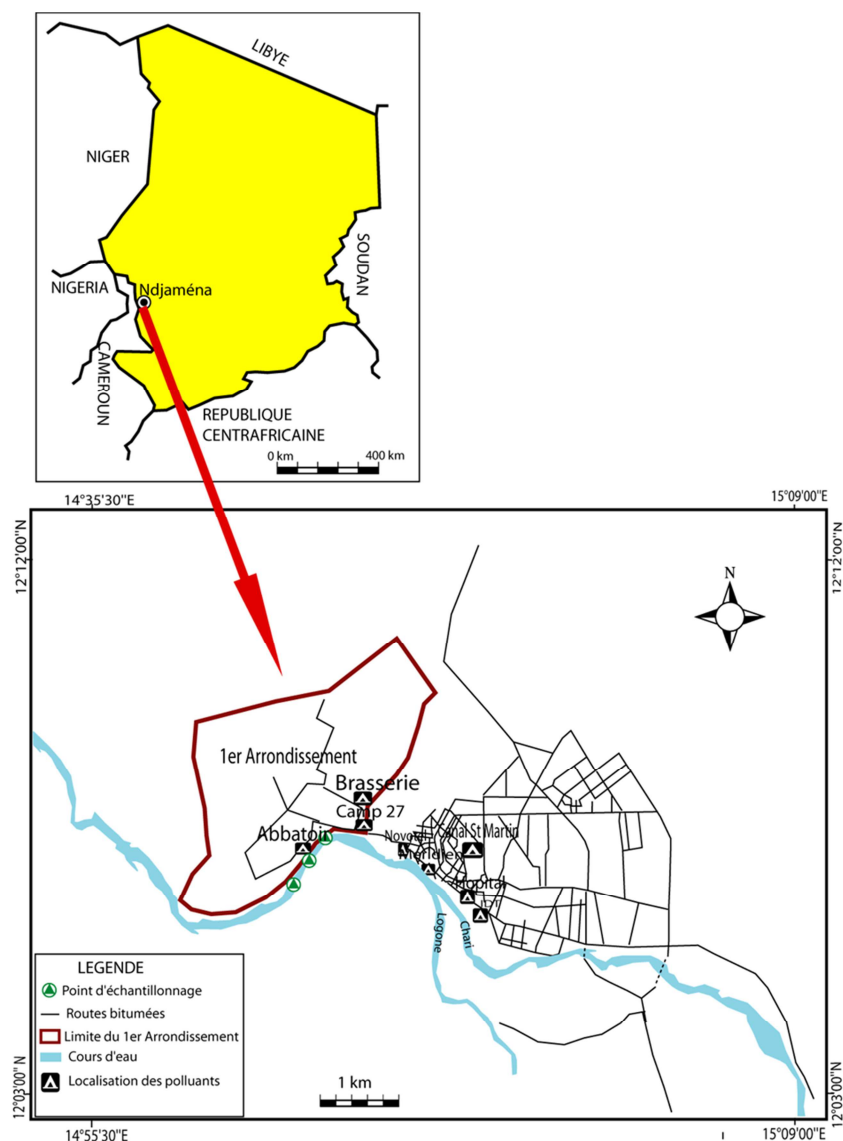 LIBYE
NIGER
SOUDAN
NIGERIA
Ndjaména
CAMEROUN
REPUBLIQUE
CENTRAFRICAINE
0 km
400 km
14°35'30"E
15°09'00"E
12°12'00"N
12°12'00"N
N
1er Arrondissement
Brasserie
Camp 27
Abbatoir
Novotel
Canal St Martin
Meridien
Hopital
IDT
Logone
Chari
LEGENDE
Point d'échantillonnage
Routes bitumées
Limite du 1er Arrondissement
Cours d'eau
Localisation des polluants
1 km
12°03'00"N
12°03'00"N
14°55'30"E
15°09'00"E